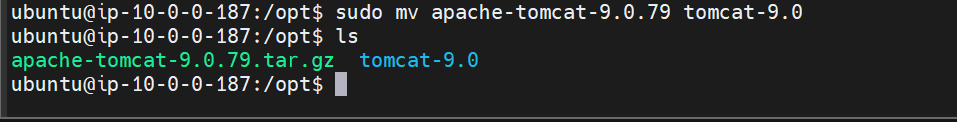 ubuntu@ip-10-0-0-187:/opt$ sudo mv apache-tomcat-9.0.79 tomcat-9.0
ubuntu@ip-10-0-0-187:/opt$ ls
apache-tomcat-9.0.79.tar.gz  tomcat-9.0
ubuntu@ip-10-0-0-187:/opt$